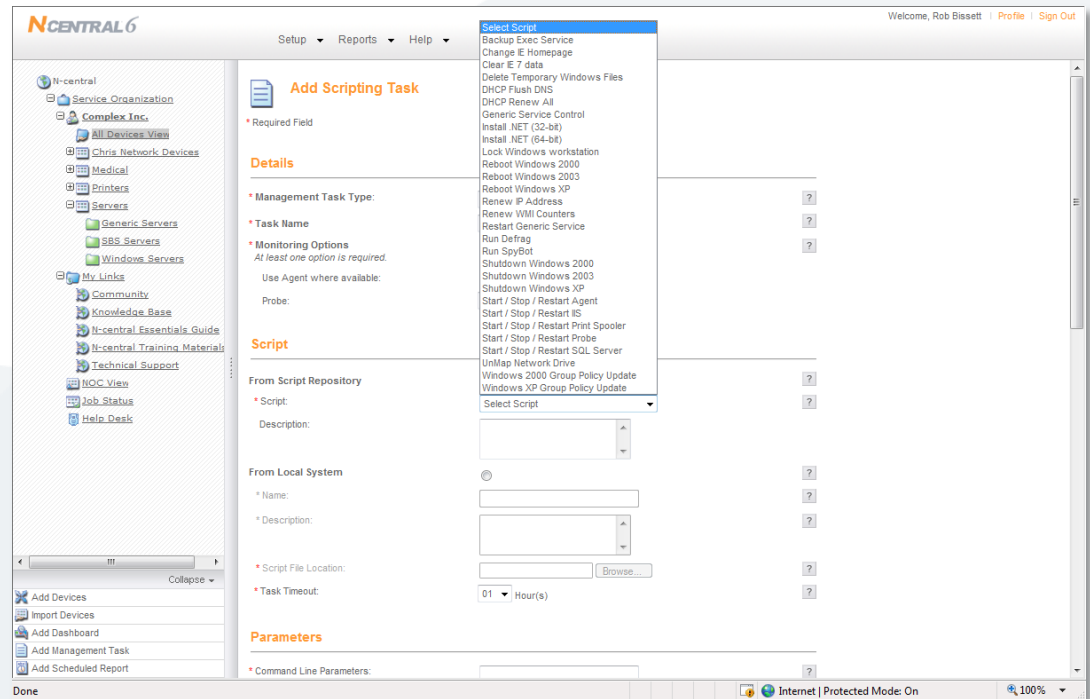 NCENTRAL 6
Welcome, Rob Bissett | Profile | Sign Out
Setup Reports Help
N-central
Service Organization
Complex Inc.
All Devices View
Chris Network Devices
Medical
Printers
Servers
Generic Servers
SBS Servers
Windows Servers
My Links
Community
Knowledge Base
N-central Essentials Guide
N-central Training Materials
Technical Support
NOC View
Job Status
Help Desk
Collapse
Add Devices
Import Devices
Add Dashboard
Add Management Task
Add Scheduled Report
Add Scripting Task
* Required Field
Details
* Management Task Type: ?
* Task Name ?
* Monitoring Options ?
At least one option is required.
Use Agent where available:
Probe:
Script
Select Script
Backup Exec Service
Change IE Homepage
Clear IE 7 data
Delete Temporary Windows Files
DHCP Flush DNS
DHCP Renew All
Generic Service Control
Install .NET (32-bit)
Install .NET (64-bit)
Lock Windows workstation
Reboot Windows 2000
Reboot Windows 2003
Reboot Windows XP
Renew IP Address
Renew WMI Counters
Restart Generic Service
Run Defrag
Run SpyBot
Shutdown Windows 2000
Shutdown Windows 2003
Shutdown Windows XP
Start / Stop / Restart Agent
Start / Stop / Restart IIS
Start / Stop / Restart Print Spooler
Start / Stop / Restart Probe
Start / Stop / Restart SQL Server
UnMap Network Drive
Windows 2000 Group Policy Update
Windows XP Group Policy Update
From Script Repository ?
* Script: Select Script ?
Description:
From Local System ?
* Name: ?
* Description: ?
* Script File Location: Browse... ?
* Task Timeout: 01 Hour(s) ?
Parameters
* Command Line Parameters: ?
Done
Internet | Protected Mode: On
100%